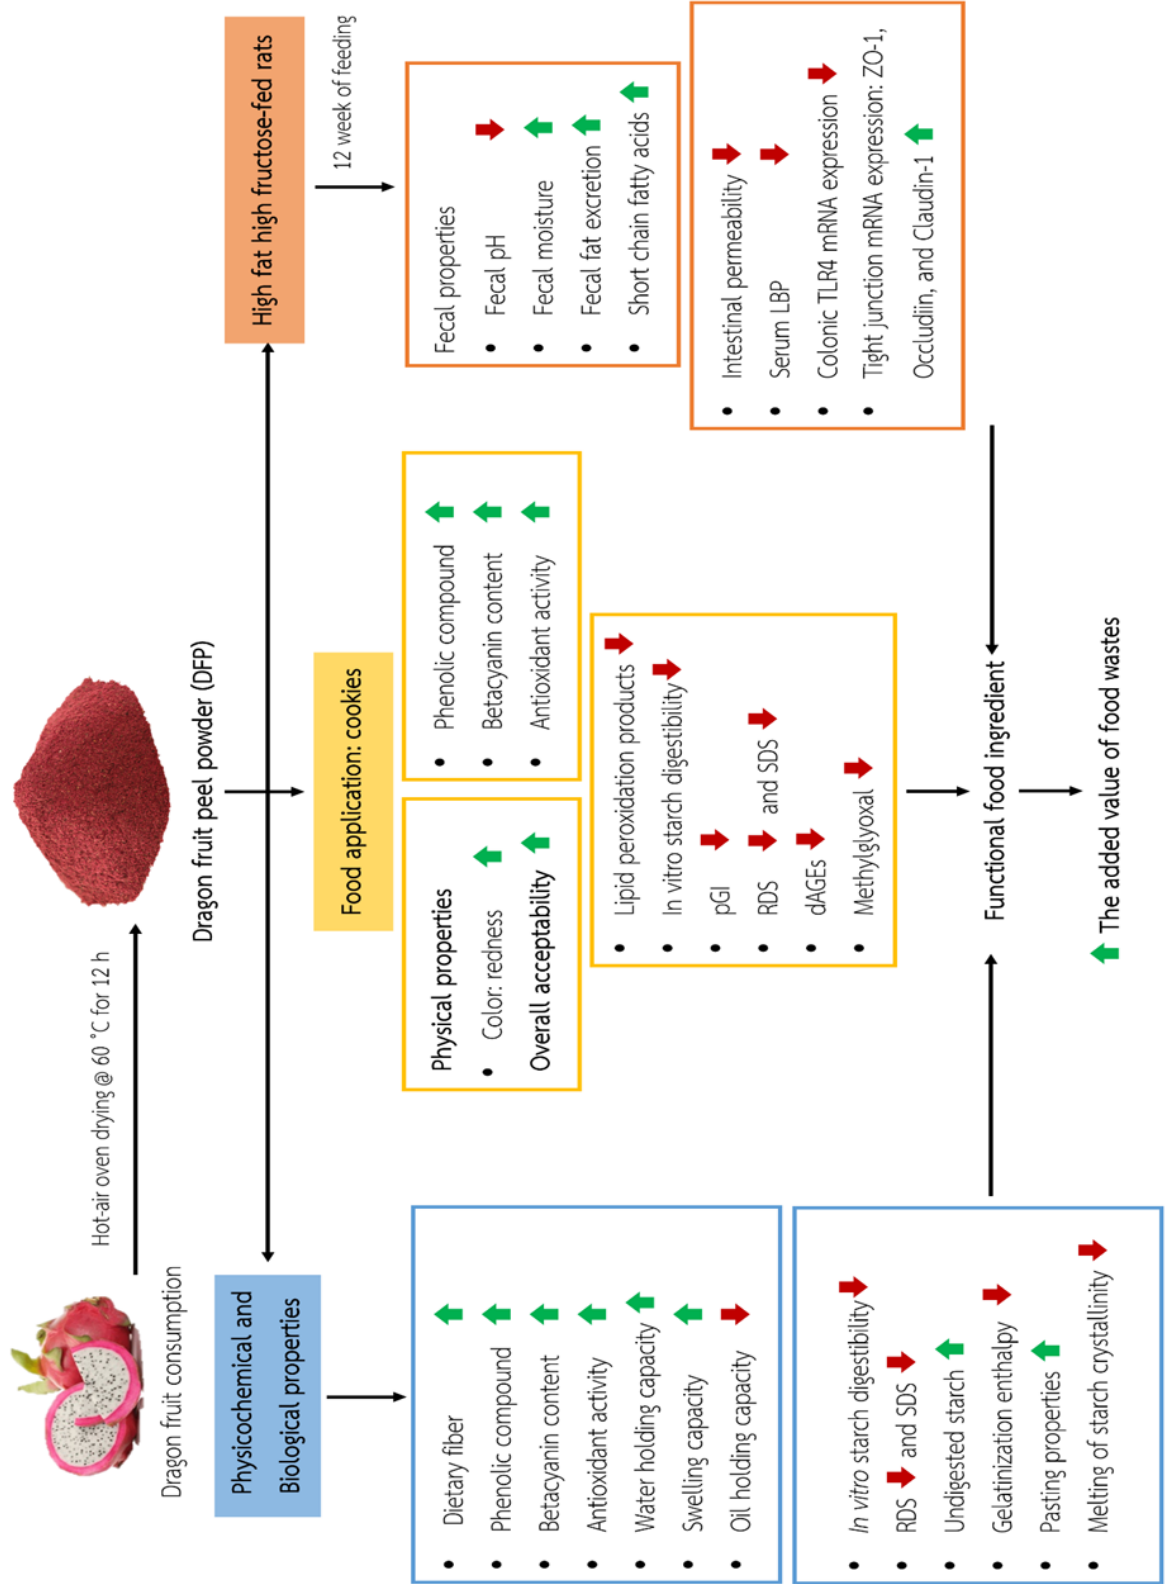 Dragon fruit consumption
Hot-air oven drying @ 60 °C for 12 h
Dragon fruit peel powder (DFP)
Physicochemical and
Biological properties
• Dietary fiber
• Phenolic compound
• Betacyanin content
• Antioxidant activity
• Water holding capacity
• Swelling capacity
• Oil holding capacity
• In vitro starch digestibility
• RDS and SDS
• Undigested starch
• Gelatinization enthalpy
• Pasting properties
• Melting of starch crystallinity
Food application: cookies
Physical properties
• Color: redness
Overall acceptability
• Phenolic compound
• Betacyanin content
• Antioxidant activity
• Lipid peroxidation products
• In vitro starch digestibility
• pGI
• RDS and SDS
• dAGEs
• Methylglyoxal
High fat high fructose-fed rats
12 week of feeding
Fecal properties
• Fecal pH
• Fecal moisture
• Fecal fat excretion
• Short chain fatty acids
• Intestinal permeability
• Serum LBP
• Colonic TLR4 mRNA expression
• Tight junction mRNA expression: ZO-1,
Occludin, and Claudin-1
Functional food ingredient
The added value of food wastes